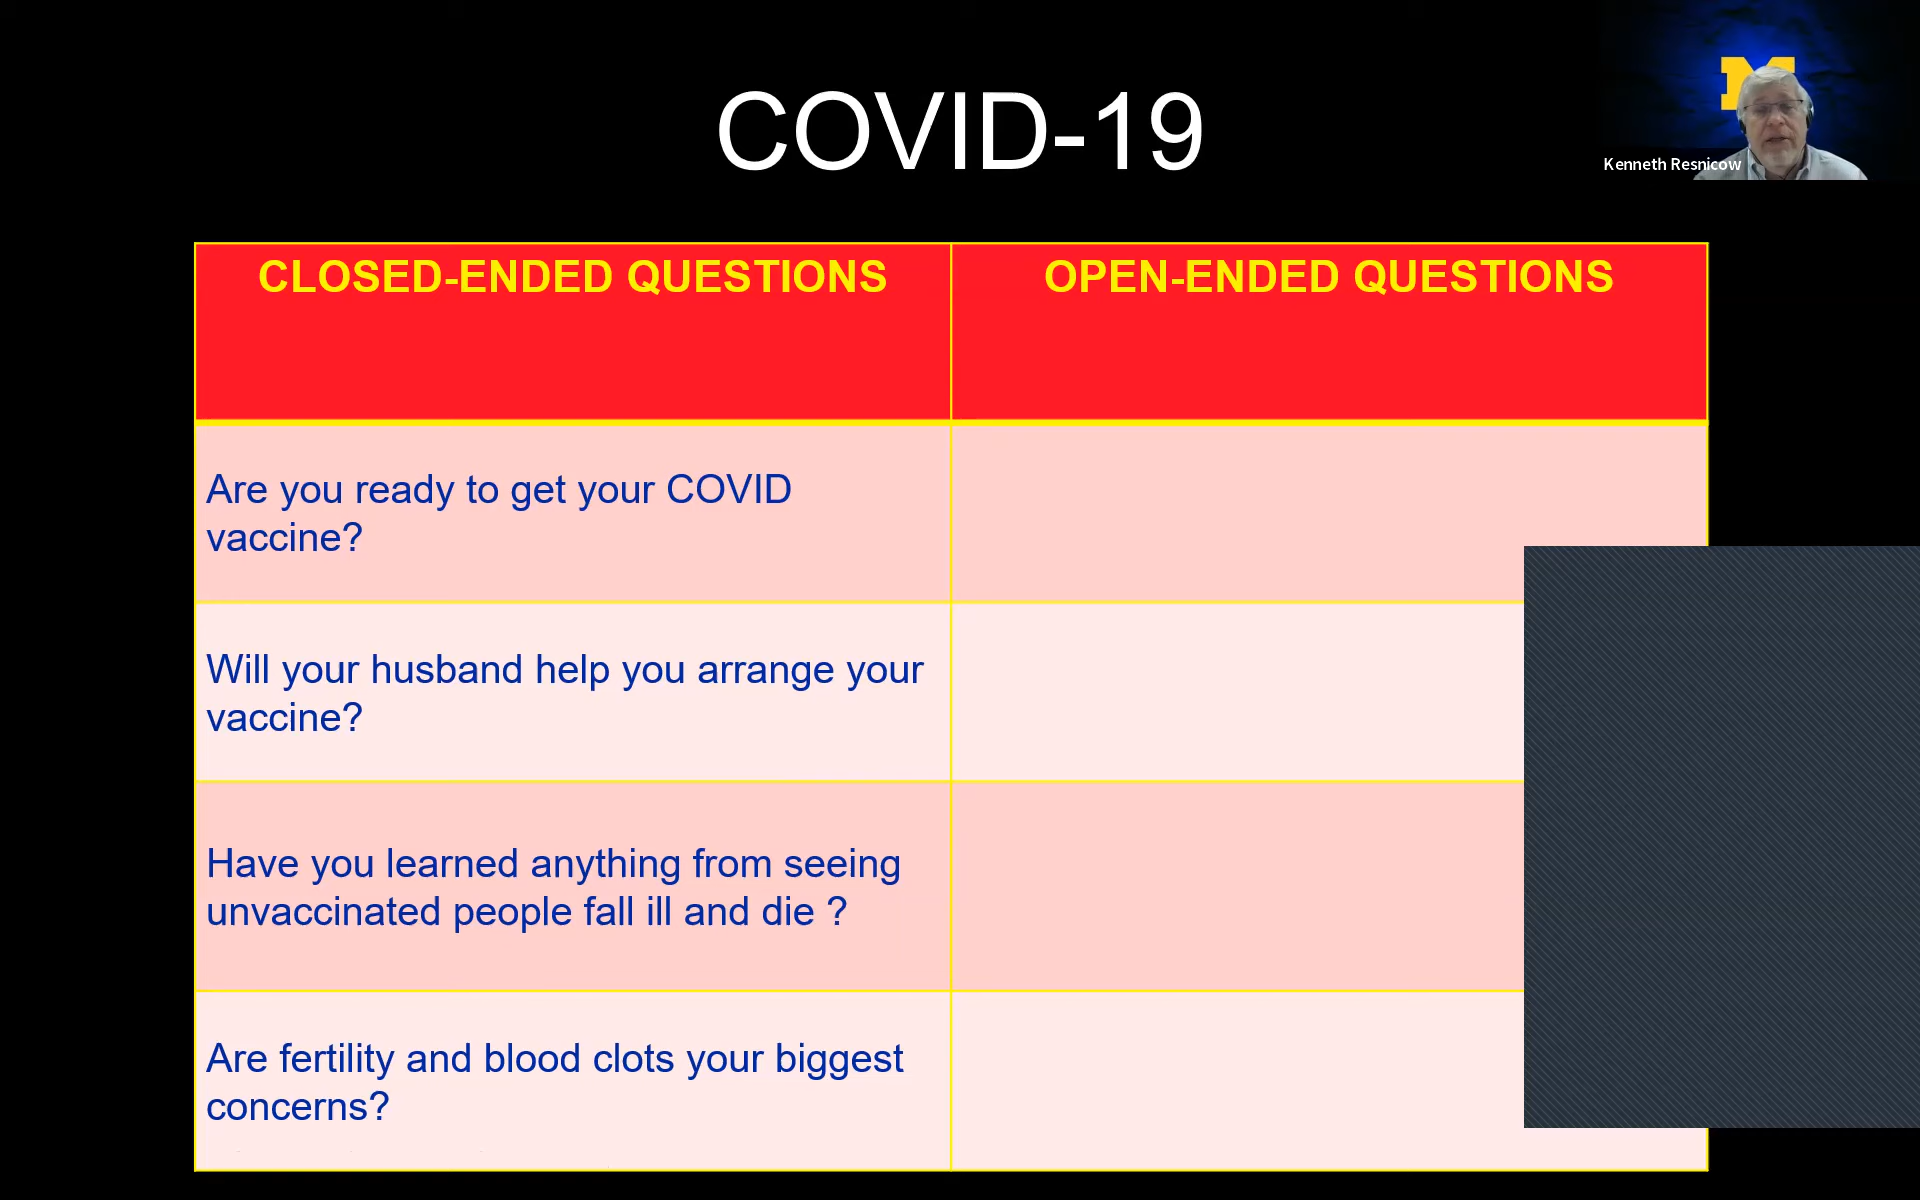 COVID-19
M
Kenneth Resnicow
CLOSED-ENDED QUESTIONS
OPEN-ENDED QUESTIONS
Are you ready to get your COVID
vaccine?
Will your husband help you arrange your
vaccine?
Have you learned anything from seeing
unvaccinated people fall ill and die ?
Are fertility and blood clots your biggest
concerns?